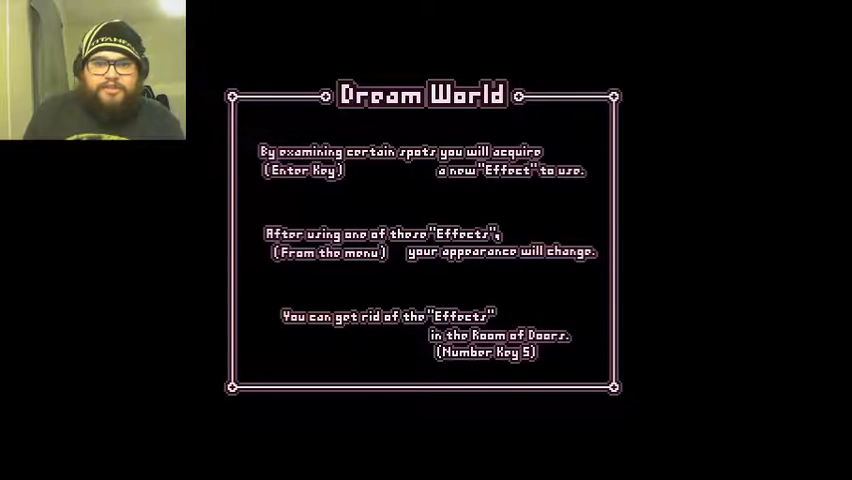 TITANFALL
Dream World
By examining certain spots you will acquire
(Enter Key) a new "Effect" to use.
After using one of these "Effects",
(From the menu) your appearance will change.
You can get rid of the "Effects"
in the Room of Doors.
(Number Key 5)